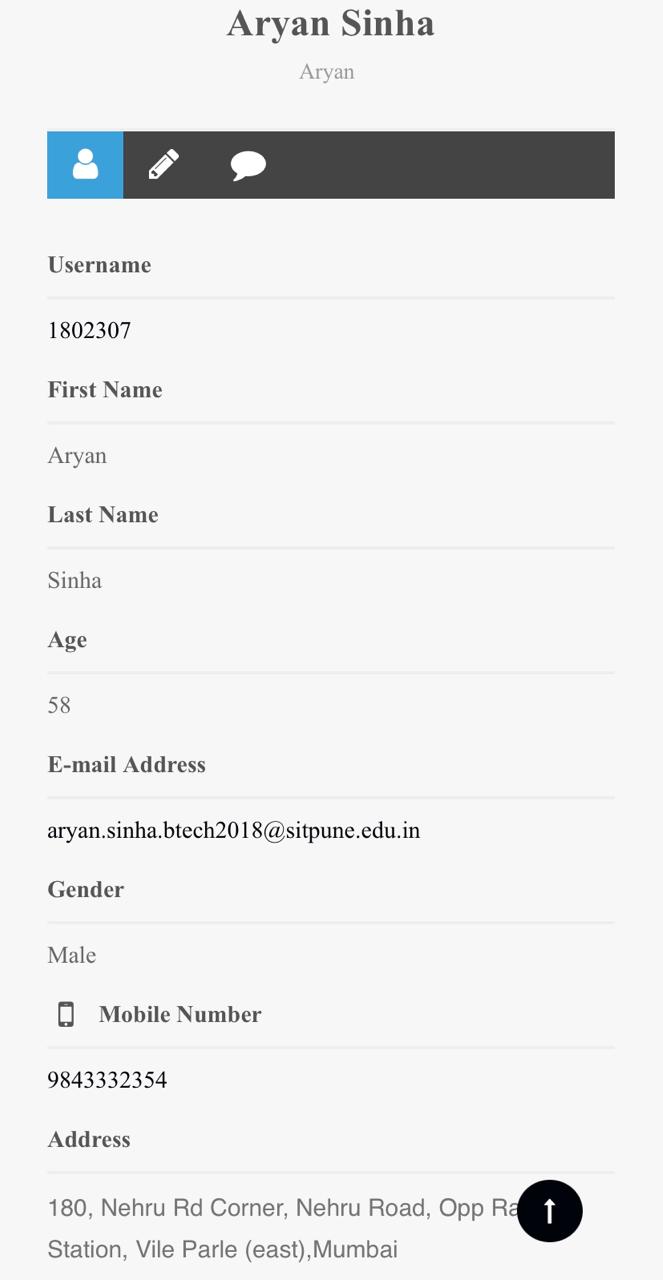 Aryan Sinha
Aryan
Username
1802307
First Name
Aryan
Last Name
Sinha
Age
58
E-mail Address
aryan.sinha.btech2018@sitpune.edu.in
Gender
Male
Mobile Number
9843332354
Address
180, Nehru Rd Corner, Nehru Road, Opp
Station, Vile Parle (east),Mumbai